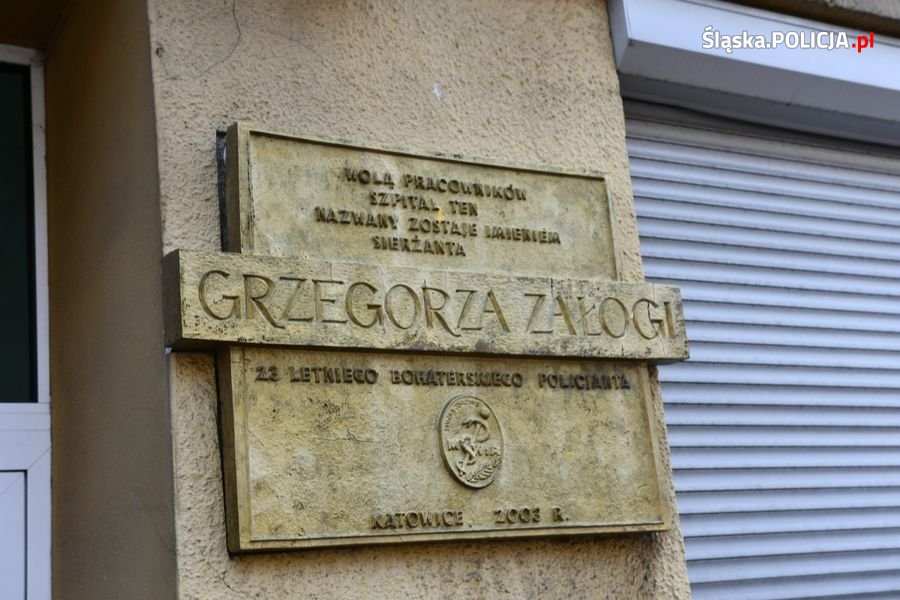 Śląska.POLICJA.pl
WOLĄ PRACOWNIKÓW
SZPITAL TEN
NAZWANY ZOSTAJE IMIENIEM
SIERŻANTA
GRZEGORZA ZAŁOGI
23 LETNIEGO BOHATERSKIEGO POLICJANTA
MSWIA
KATOWICE, 2003 R.